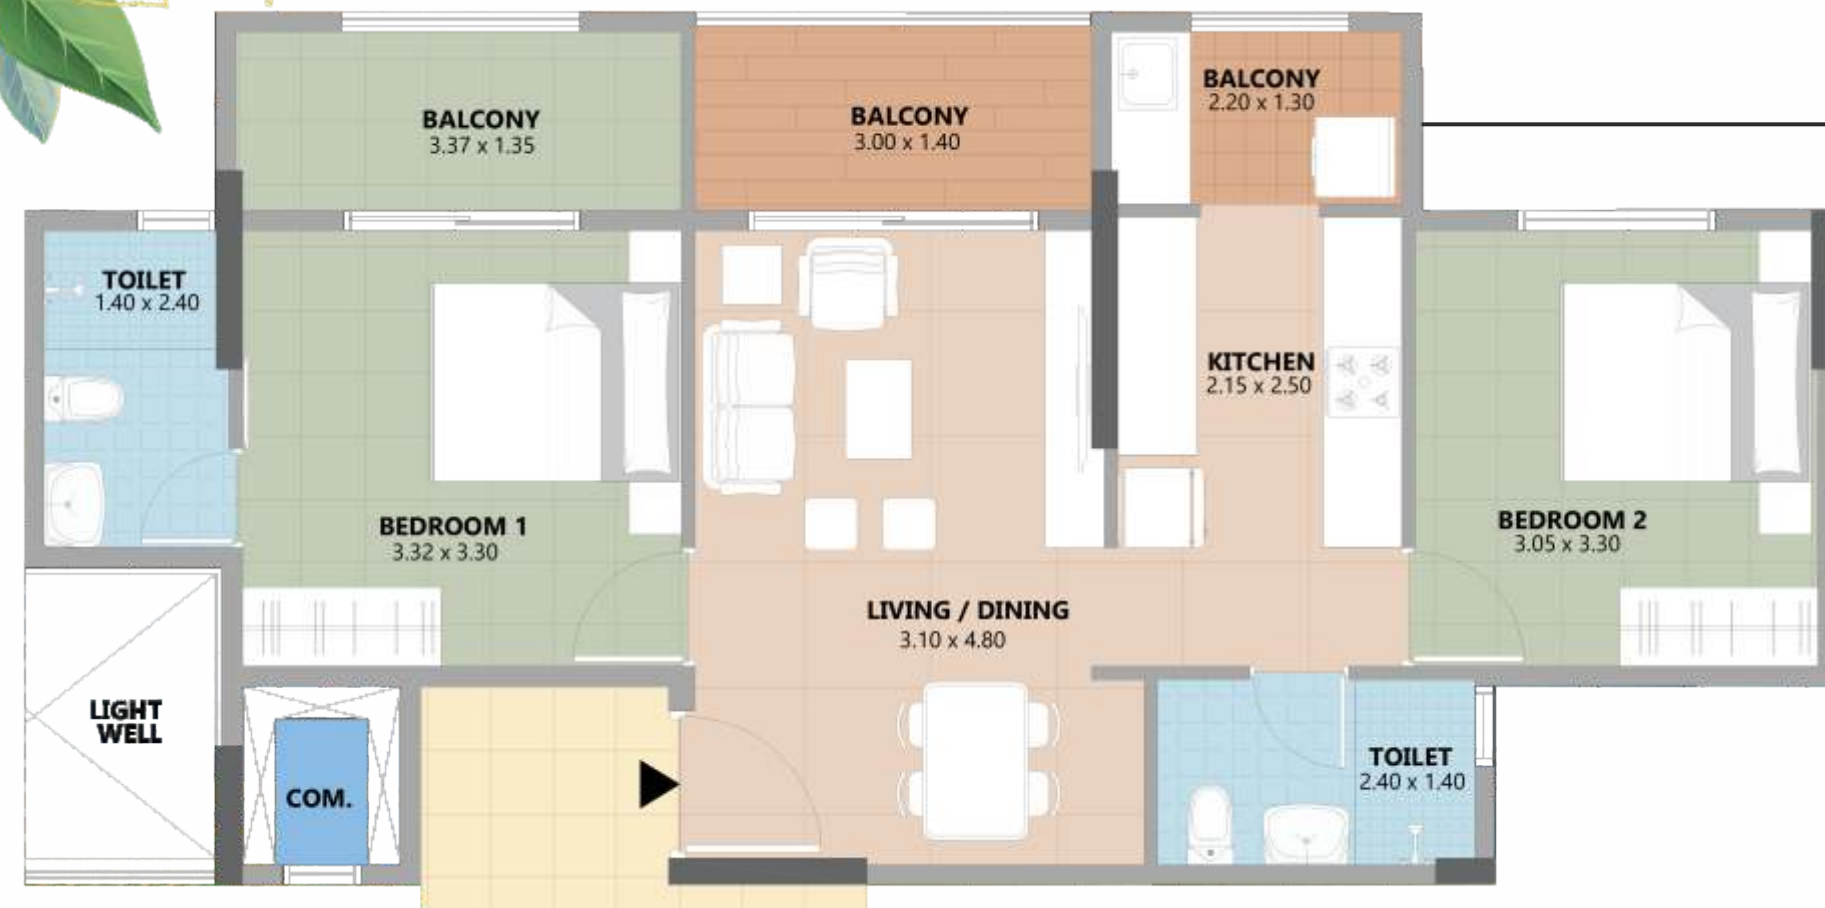 BALCONY
3.37 x 1.35
BALCONY
3.00 x 1.40
BALCONY
2.20 x 1.30
TOILET
1.40 x 2.40
KITCHEN
2.15 x 2.50
BEDROOM 1
3.32 x 3.30
BEDROOM 2
3.05 x 3.30
LIVING / DINING
3.10 x 4.80
LIGHT
WELL
COM.
TOILET
2.40 x 1.40